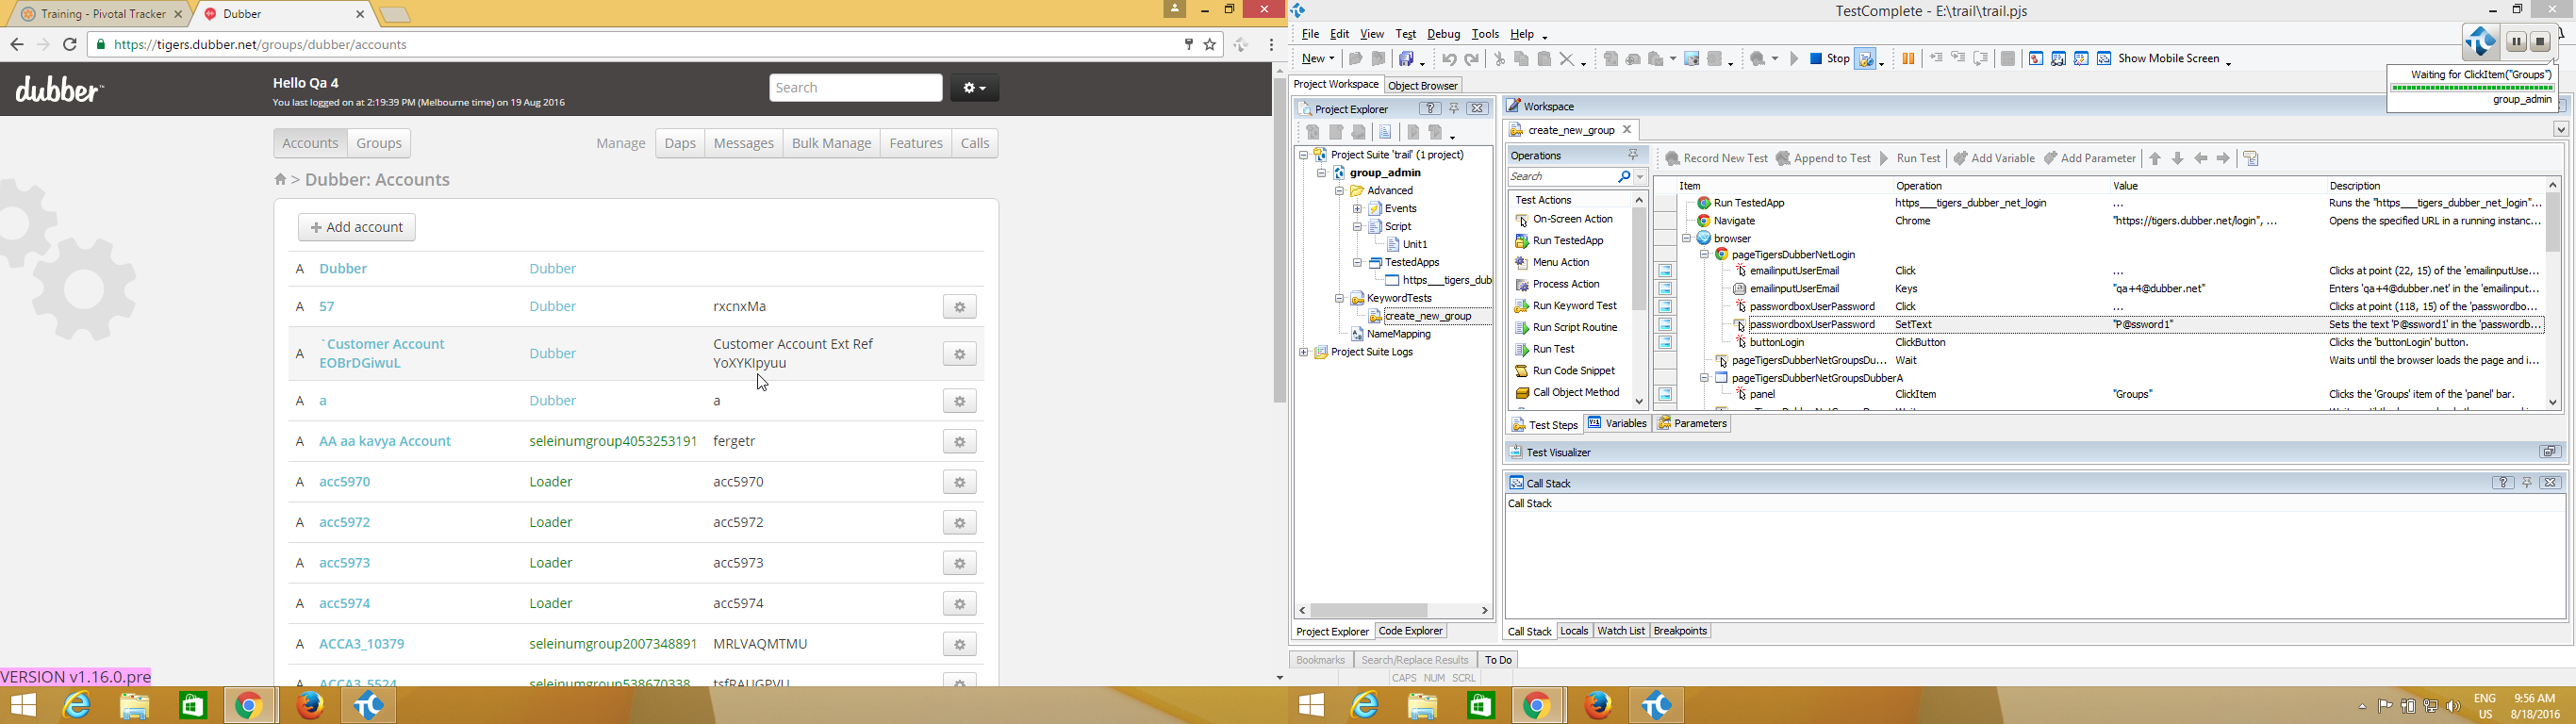 Training - Pivotal Tracker
Dubber
https://tigers.dubber.net/groups/dubber/accounts
dubber
Hello Qa 4
You last logged on at 2:19:39 PM (Melbourne time) on 19 Aug 2016
Search
Accounts
Groups
Manage
Daps
Messages
Bulk Manage
Features
Calls
> Dubber: Accounts
+ Add account
A Dubber Dubber
A 57 Dubber rxcnxMa
A `Customer Account EOBrDGiwuL Dubber Customer Account Ext Ref YoXYKIpyuu
A a Dubber a
A AA aa kavya Account seleinumgroup4053253191 fergetr
A acc5970 Loader acc5970
A acc5972 Loader acc5972
A acc5973 Loader acc5973
A acc5974 Loader acc5974
A ACCA3_10379 seleinumgroup2007348891 MRLVAQMTMU
A ACCA3_5524 seleinumgroup538670338 tsfRAUGPVU
VERSION v1.16.0.pre
TestComplete - E:\trail\trail.pjs
File Edit View Test Debug Tools Help
New
Stop
Show Mobile Screen
Waiting for ClickItem("Groups")
group_admin
Project Workspace
Object Browser
Project Explorer
Project Suite 'trail' (1 project)
group_admin
Advanced
Events
Script
Unit1
TestedApps
https___tigers_dub
KeywordTests
create_new_group
NameMapping
Project Suite Logs
Project Explorer
Code Explorer
Workspace
create_new_group
Operations
Search
Test Actions
On-Screen Action
Run TestedApp
Menu Action
Process Action
Run Keyword Test
Run Script Routine
Run Test
Run Code Snippet
Call Object Method
Record New Test
Append to Test
Run Test
Add Variable
Add Parameter
Item Operation Value Description
Run TestedApp https___tigers_dubber_net_login ... Runs the "https___tigers_dubber_net_login"...
Navigate Chrome "https://tigers.dubber.net/login", ... Opens the specified URL in a running instanc...
browser
pageTigersDubberNetLogin
emailinputUserEmail Click ... Clicks at point (22, 15) of the 'emailinputUse...
emailinputUserEmail Keys "qa+4@dubber.net" Enters 'qa+4@dubber.net' in the 'emailinput...
passwordboxUserPassword Click ... Clicks at point (118, 15) of the 'passwordbo...
passwordboxUserPassword SetText "P@ssword1" Sets the text 'P@ssword1' in the 'passwordb...
buttonLogin ClickButton Clicks the 'buttonLogin' button.
pageTigersDubberNetGroupsDu... Wait Waits until the browser loads the page and i...
pageTigersDubberNetGroupsDubberA
panel ClickItem "Groups" Clicks the 'Groups' item of the 'panel' bar.
Test Steps
Variables
Parameters
Test Visualizer
Call Stack
Call Stack
Call Stack
Locals
Watch List
Breakpoints
Bookmarks
Search/Replace Results
To Do
CAPS NUM SCRL
ENG
US
9:56 AM
8/18/2016